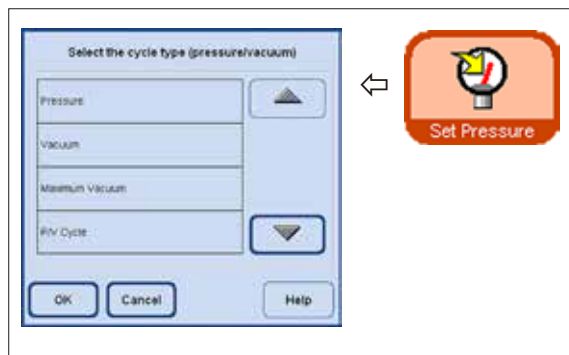 Select the cycle type (pressure/vacuum)
Pressure
Vacuum
Maximum Vacuum
P/V Cycle
OK
Cancel
Help
Set Pressure